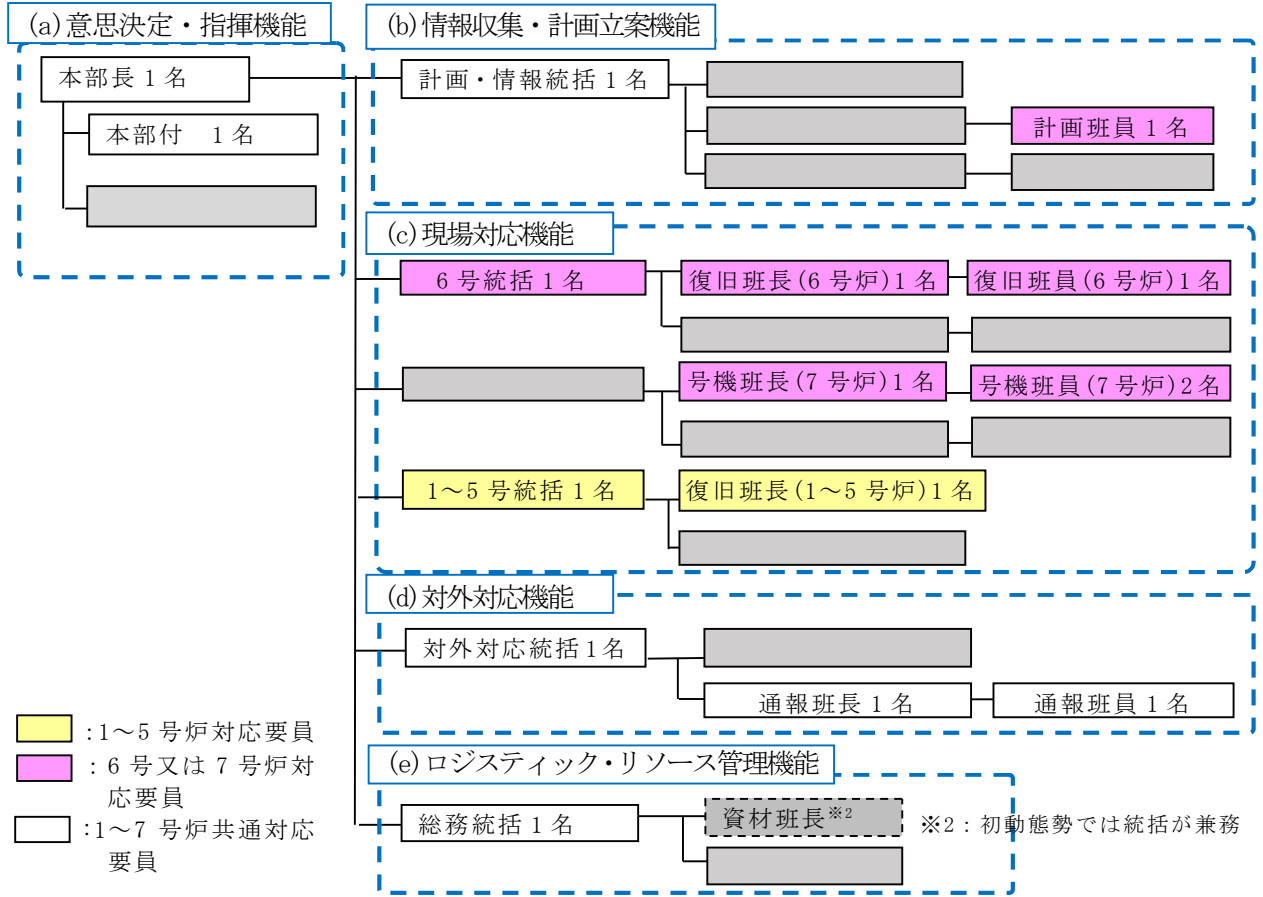 (a)意思決定・指揮機能
本部長 1 名
本部付 1 名
(b)情報収集・計画立案機能
計画・情報統括 1 名
計画班員 1 名
(c)現場対応機能
6 号統括 1 名
復旧班長(6 号炉)1 名
復旧班員(6 号炉)1 名
号機班長(7 号炉)1 名
号機班員(7 号炉)2 名
1～5 号統括 1 名
復旧班長(1～5 号炉)1 名
(d)対外対応機能
対外対応統括 1 名
通報班長 1 名
通報班員 1 名
(e)ロジスティック・リソース管理機能
総務統括 1 名
資材班長※2
※2：初動態勢では統括が兼務
:1～5 号炉対応要員
：6 号又は 7 号炉対
応要員
:1～7 号炉共通対応
要員